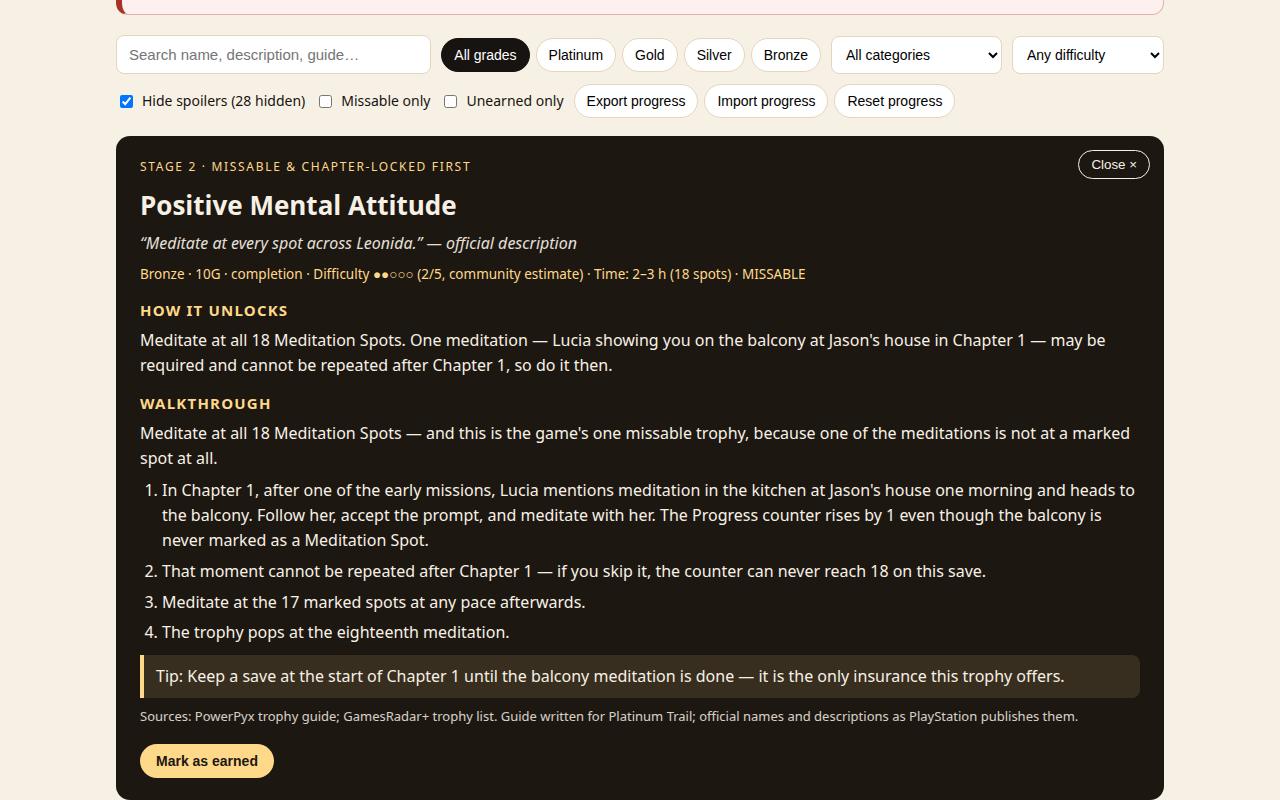 Search name, description, guide…
All grades
Platinum
Gold
Silver
Bronze
All categories
Any difficulty
Hide spoilers (28 hidden)
Missable only
Unearned only
Export progress
Import progress
Reset progress
STAGE 2 · MISSABLE & CHAPTER-LOCKED FIRST
Close ×
Positive Mental Attitude
“Meditate at every spot across Leonida.” — official description
Bronze · 10G · completion · Difficulty ●●○○○ (2/5, community estimate) · Time: 2–3 h (18 spots) · MISSABLE
HOW IT UNLOCKS
Meditate at all 18 Meditation Spots. One meditation — Lucia showing you on the balcony at Jason's house in Chapter 1 — may be
required and cannot be repeated after Chapter 1, so do it then.
WALKTHROUGH
Meditate at all 18 Meditation Spots — and this is the game's one missable trophy, because one of the meditations is not at a marked
spot at all.
1. In Chapter 1, after one of the early missions, Lucia mentions meditation in the kitchen at Jason's house one morning and heads to
the balcony. Follow her, accept the prompt, and meditate with her. The Progress counter rises by 1 even though the balcony is
never marked as a Meditation Spot.
2. That moment cannot be repeated after Chapter 1 — if you skip it, the counter can never reach 18 on this save.
3. Meditate at the 17 marked spots at any pace afterwards.
4. The trophy pops at the eighteenth meditation.
Tip: Keep a save at the start of Chapter 1 until the balcony meditation is done — it is the only insurance this trophy offers.
Sources: PowerPyx trophy guide; GamesRadar+ trophy list. Guide written for Platinum Trail; official names and descriptions as PlayStation publishes them.
Mark as earned